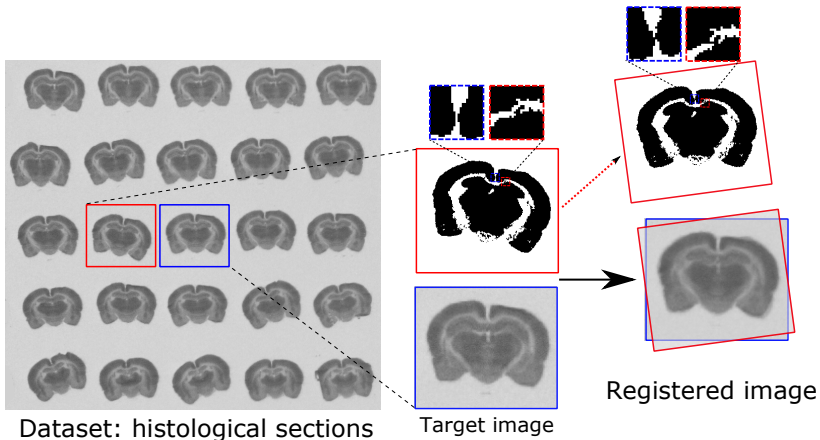 Registered image
Target image
Dataset: histological sections